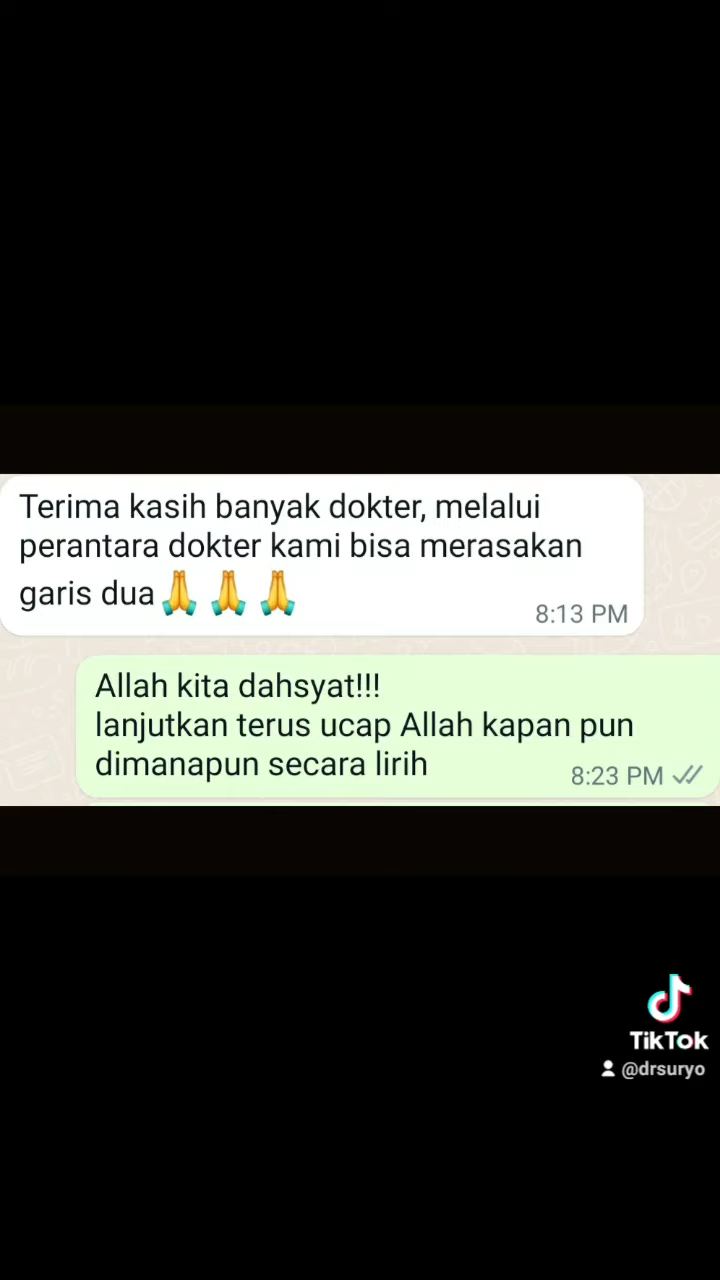 Terima kasih banyak dokter, melalui
perantara dokter kami bisa merasakan
garis dua🙏🙏🙏
8:13 PM
Allah kita dahsyat!!!
lanjutkan terus ucap Allah kapan pun
dimanapun secara lirih
8:23 PM
TikTok
@drsuryo